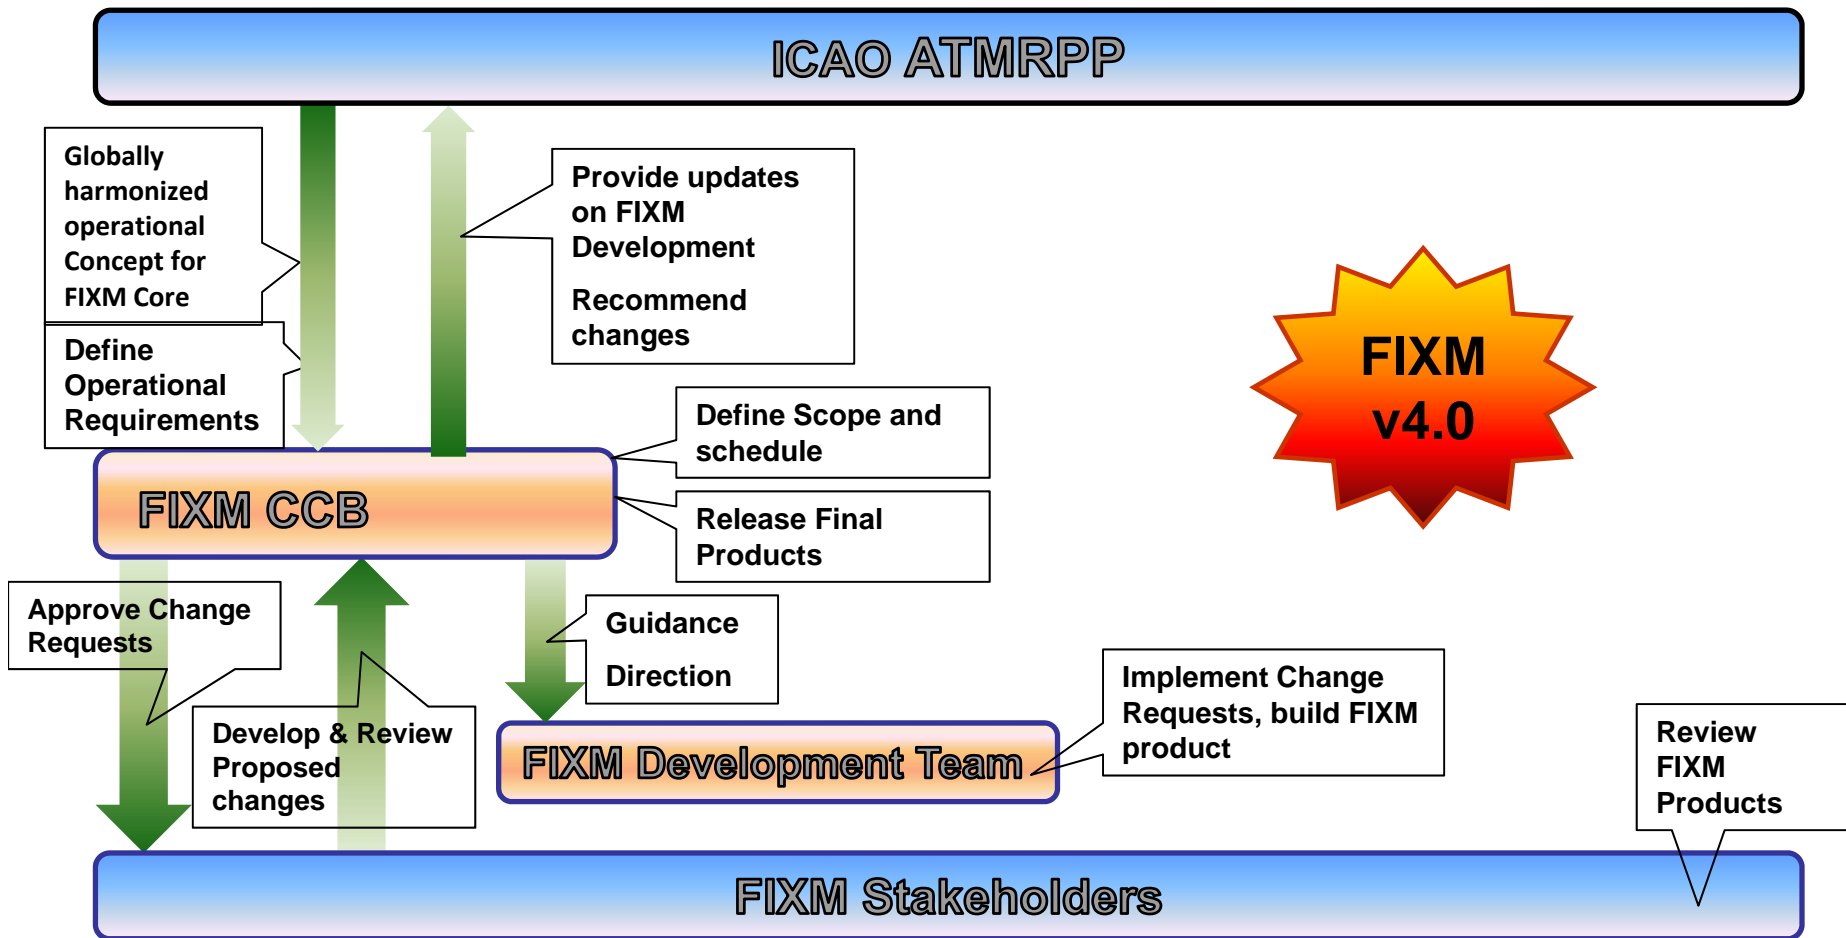 ICAO ATMRPP
Globally
harmonized
operational
Concept for
FIXM Core
Provide updates
on FIXM
Development
Recommend
changes
Define
Operational
Requirements
FIXM
v4.0
Define Scope and
schedule
FIXM CCB
Release Final
Products
Approve Change
Requests
Guidance
Direction
Develop & Review
Proposed
changes
FIXM Development Team
Implement Change
Requests, build FIXM
product
Review
FIXM
Products
FIXM Stakeholders